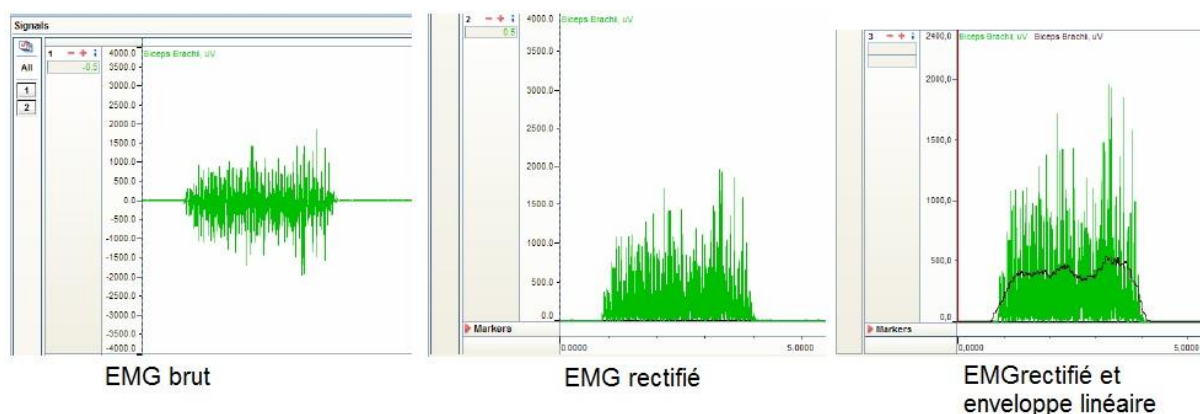 Signals
All
1
2
1 - + i
-0.5
Biceps Brachii, uV
4000.0
3500.0
3000.0
2500.0
2000.0
1500.0
1000.0
500.0
0.0
-500.0
-1000.0
-1500.0
-2000.0
-2500.0
-3000.0
-3500.0
-4000.0
EMG brut
2 - + i
0.5
Biceps Brachii, uV
4000.0
3500.0
3000.0
2500.0
2000.0
1500.0
1000.0
500.0
0.0
Markers
0.0000
5.0000
EMG rectifié
3 - + i
Biceps Brachii, uV Biceps Brachii, uV
2400,0
2000,0
1500,0
1000,0
500,0
0,0
Markers
0,0000
5,0000
EMGrectifié et
enveloppe linéaire